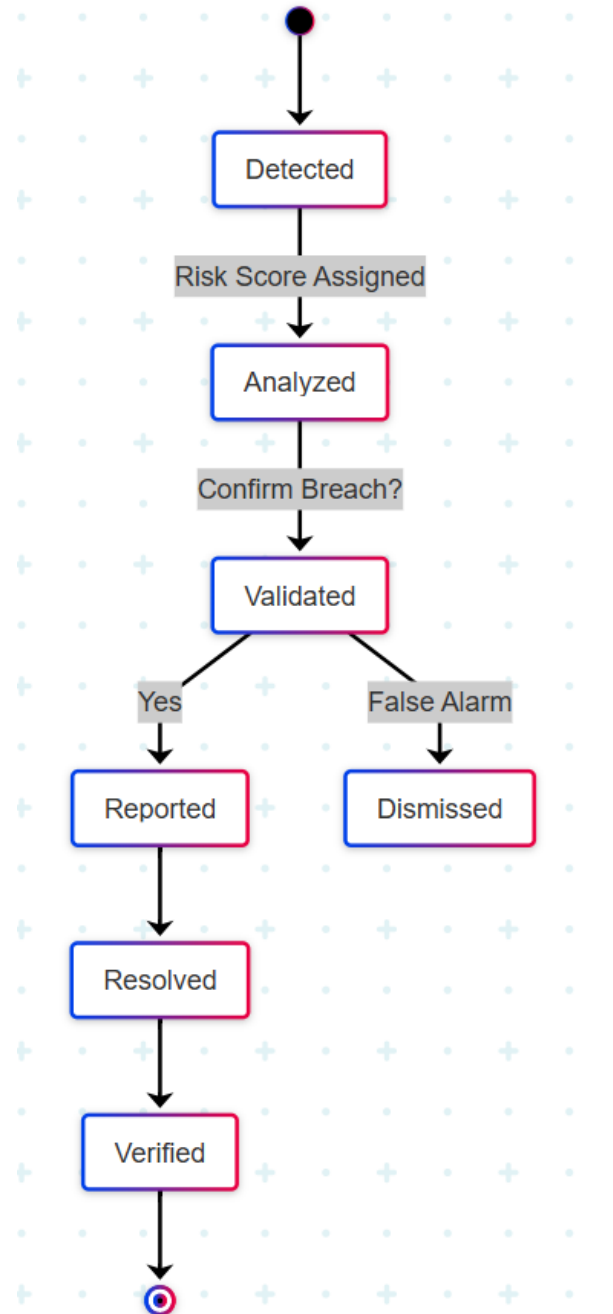 Detected
Risk Score Assigned
Analyzed
Confirm Breach?
Validated
Yes
False Alarm
Reported
Dismissed
Resolved
Verified